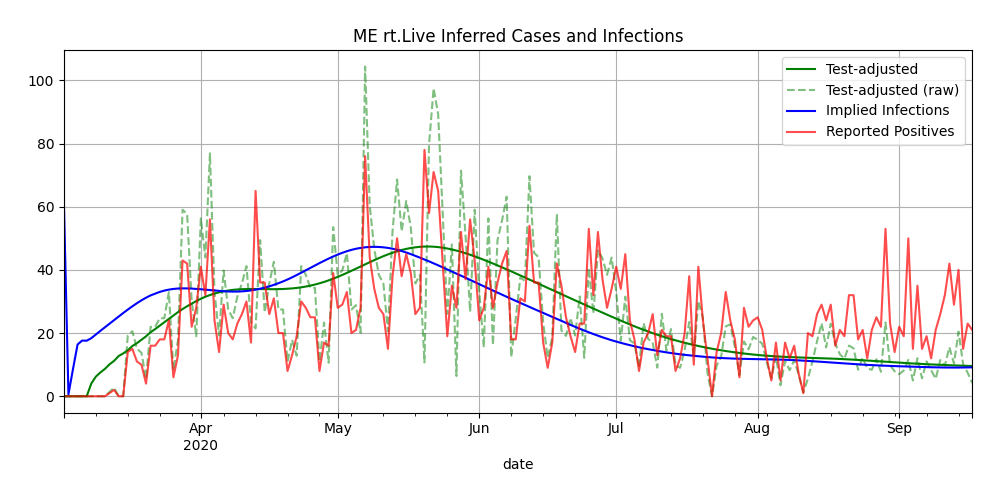 ME rt.Live Inferred Cases and Infections
Test-adjusted
Test-adjusted (raw)
Implied Infections
Reported Positives
100
80
60
40
20
0
Apr
2020
May
Jun
Jul
Aug
Sep
date